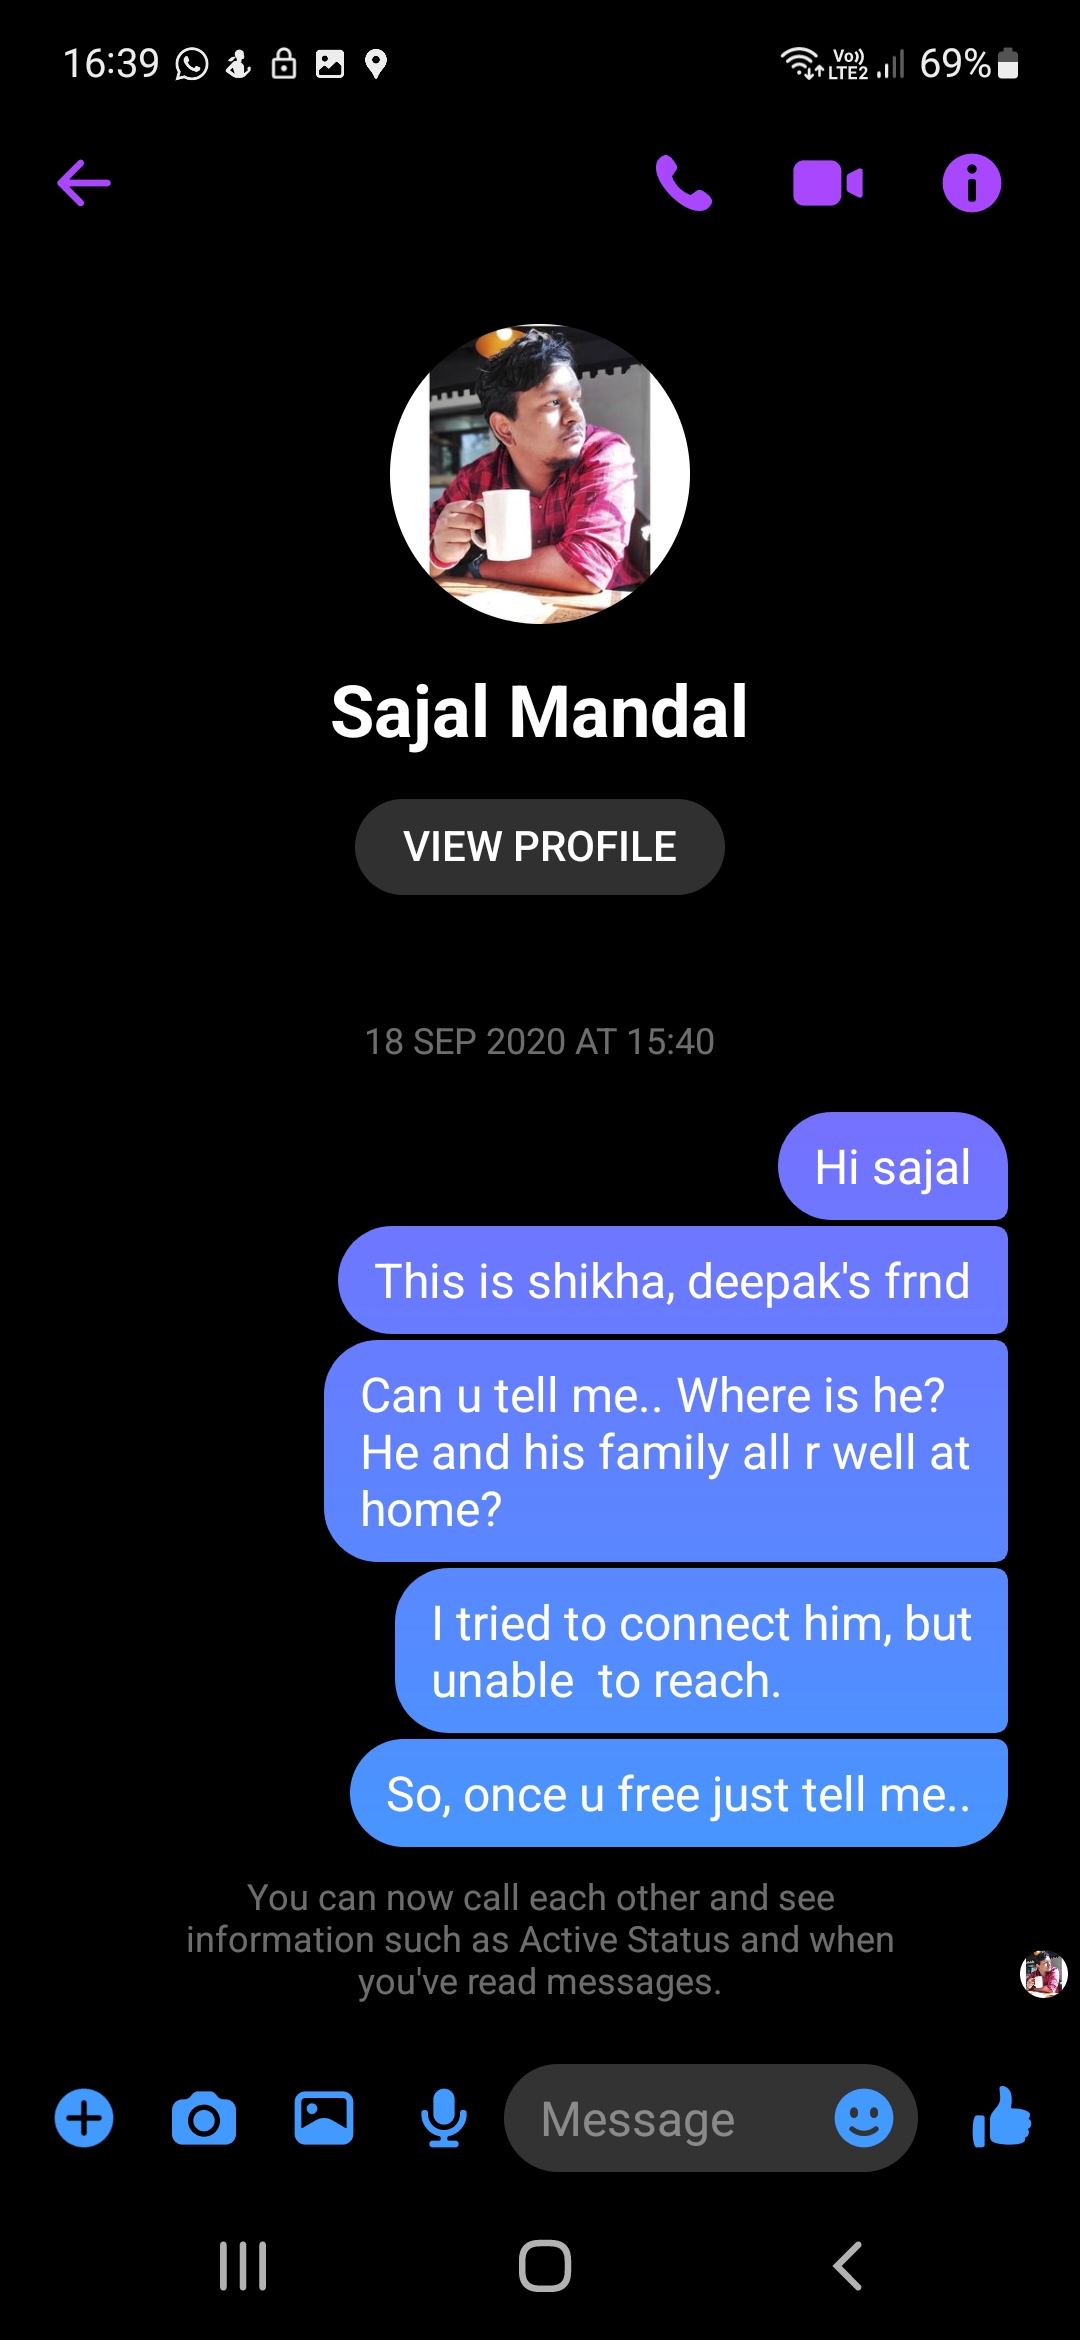 16:39
Vo))
LTE2
69%
Sajal Mandal
VIEW PROFILE
18 SEP 2020 AT 15:40
Hi sajal
This is shikha, deepak's frnd
Can u tell me.. Where is he?
He and his family all r well at
home?
I tried to connect him, but
unable  to reach.
So, once u free just tell me..
You can now call each other and see
information such as Active Status and when
you've read messages.
Message